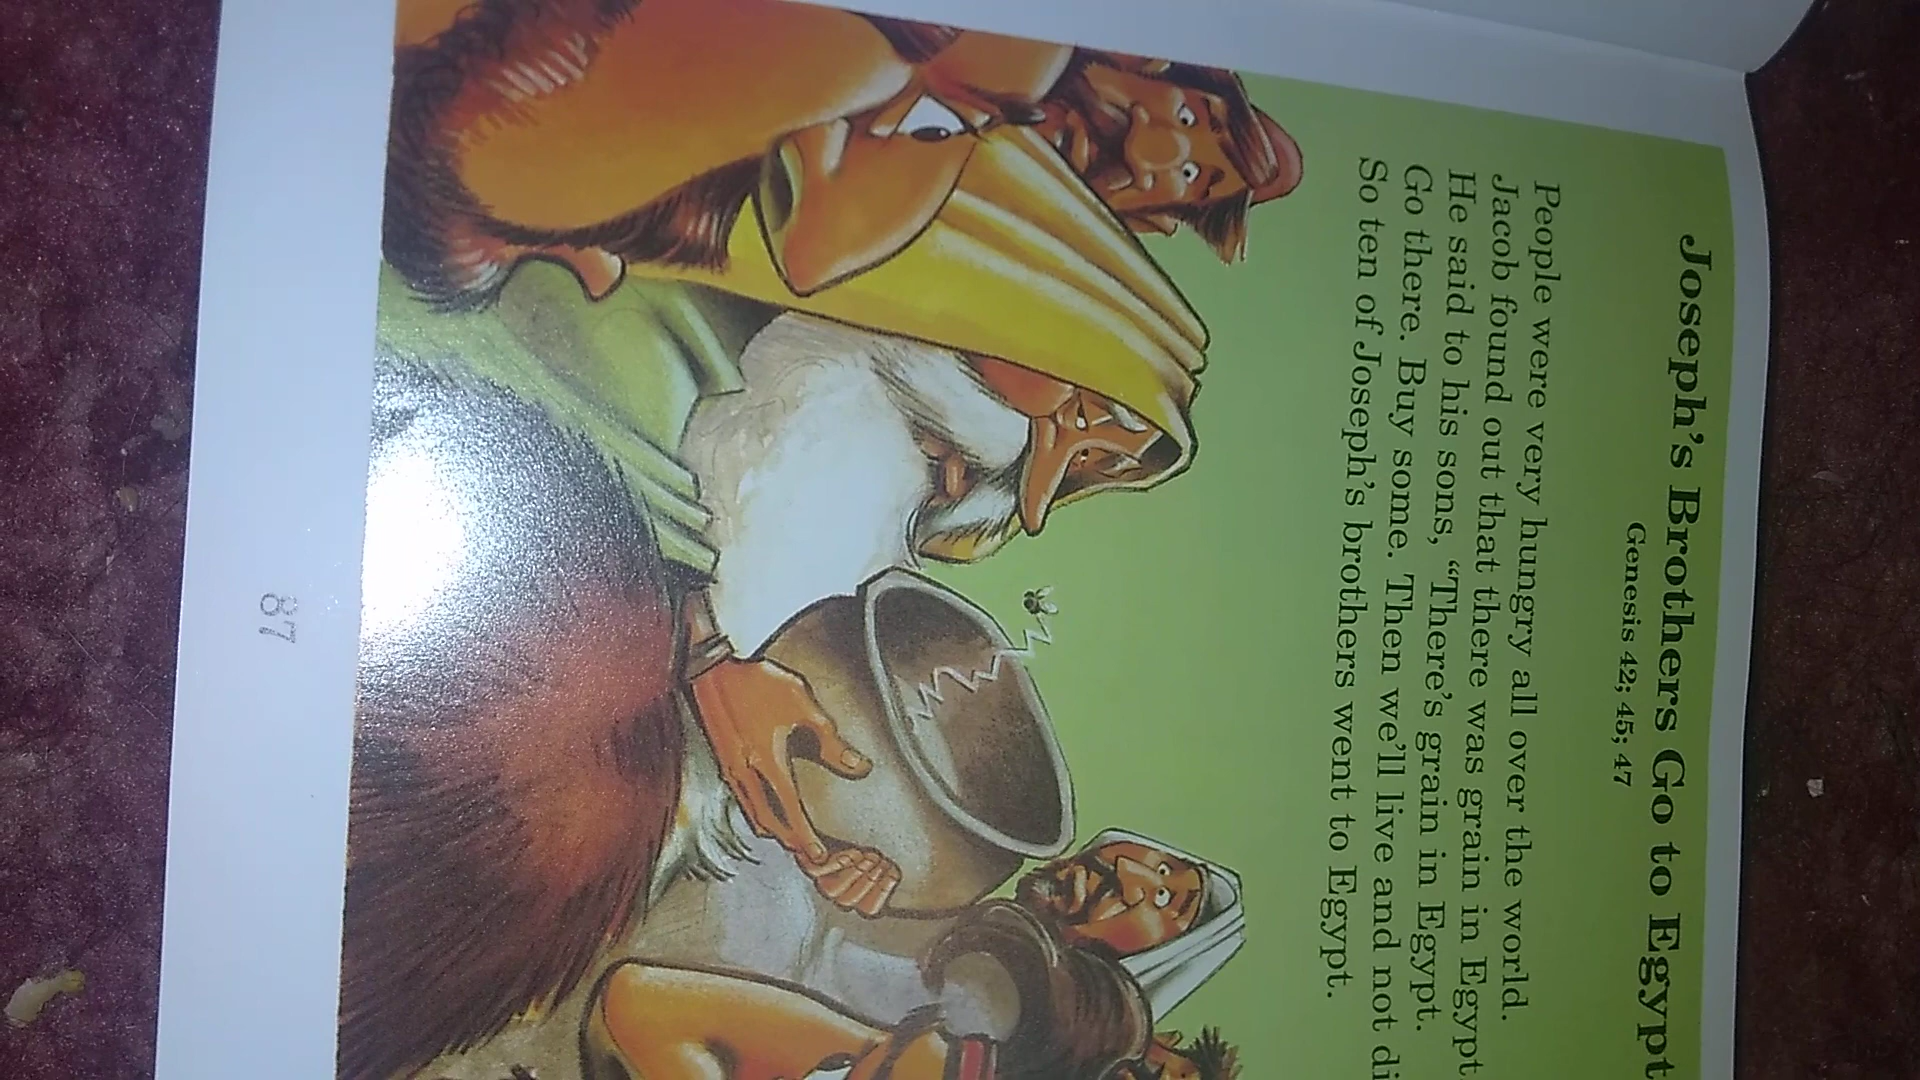 Joseph's Brothers Go to Egypt
Genesis 42; 45; 47
People were very hungry all over the world.
Jacob found out that there was grain in Egypt.
He said to his sons, “There's grain in Egypt.
Go there. Buy some. Then we'll live and not di
So ten of Joseph's brothers went to Egypt.
87